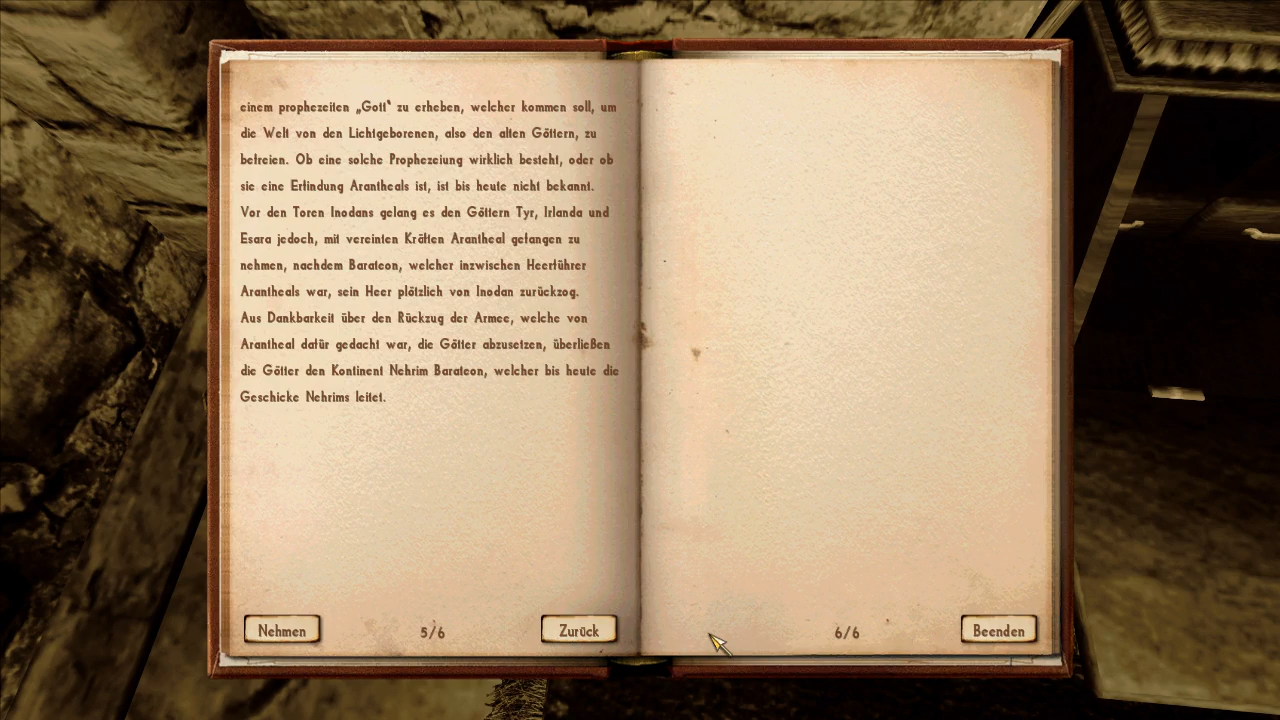 einem prophezeiten „Gott“ zu erheben, welcher kommen soll, um
die Welt von den Lichtgeborenen, also den alten Göttern, zu
befreien. Ob eine solche Prophezeiung wirklich besteht, oder ob
sie eine Erfindung Arantheals ist, ist bis heute nicht bekannt.
Vor den Toren Inodans gelang es den Göttern Tyr, Irlanda und
Esara jedoch, mit vereinten Kräften Arantheal gefangen zu
nehmen, nachdem Barateon, welcher inzwischen Heerführer
Arantheals war, sein Heer plötzlich von Inodan zurückzog.
Aus Dankbarkeit über den Rückzug der Armee, welche von
Arantheal dafür gedacht war, die Götter abzusetzen, überließen
die Götter den Kontinent Nehrim Barateon, welcher bis heute die
Geschicke Nehrims leitet.
Nehmen
5/6
Zurück
6/6
Beenden